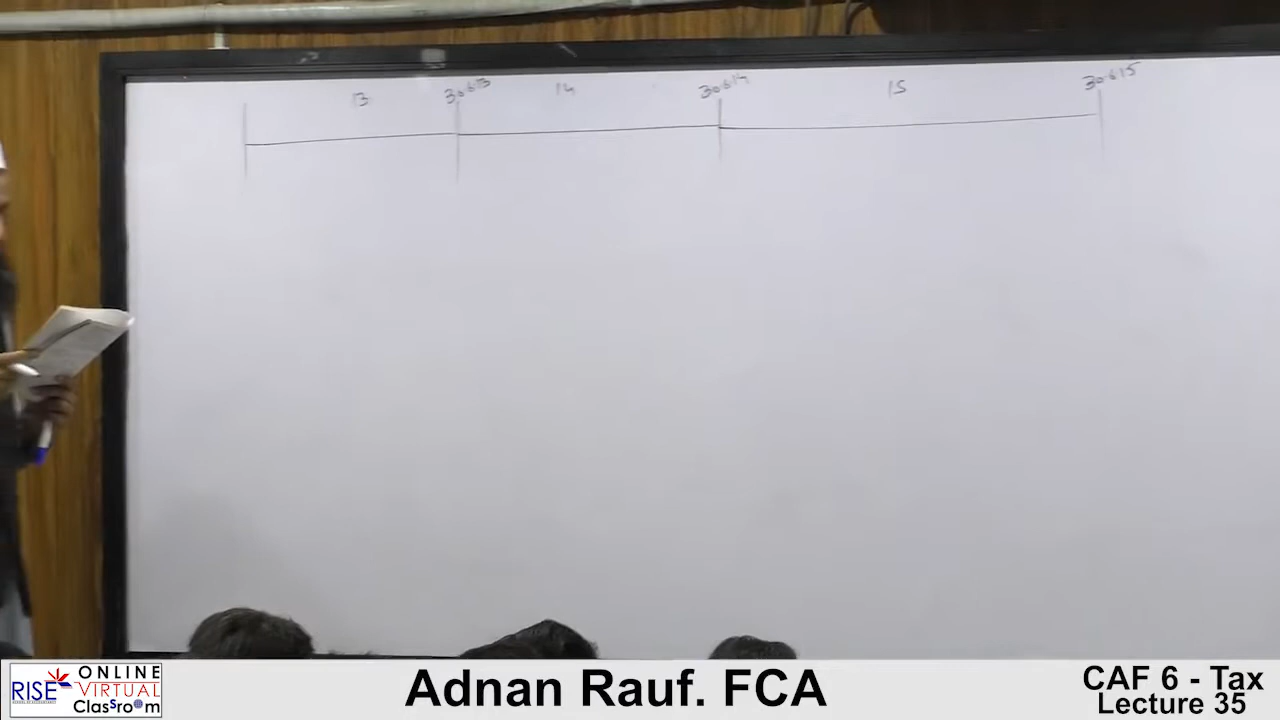 13 30.6.13 14 30.6.14 15 30.6.15
RISE ONLINE
VIRTUAL
Classroom
Adnan Rauf. FCA
CAF 6 - Tax
Lecture 35